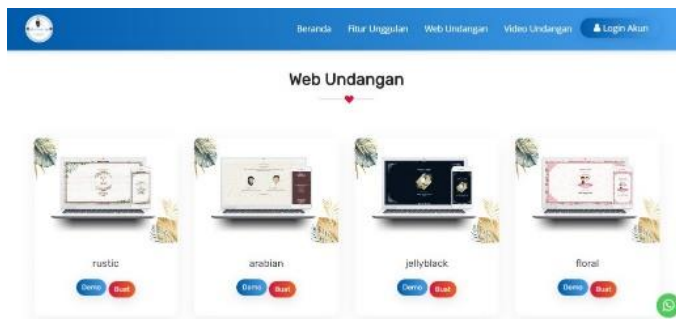 Beranda Fitur Unggulan Web Undangan Video Undangan Login Akun
Web Undangan
rustic arabian jellyblack floral
Demo Buat Demo Buat Demo Buat Demo Buat